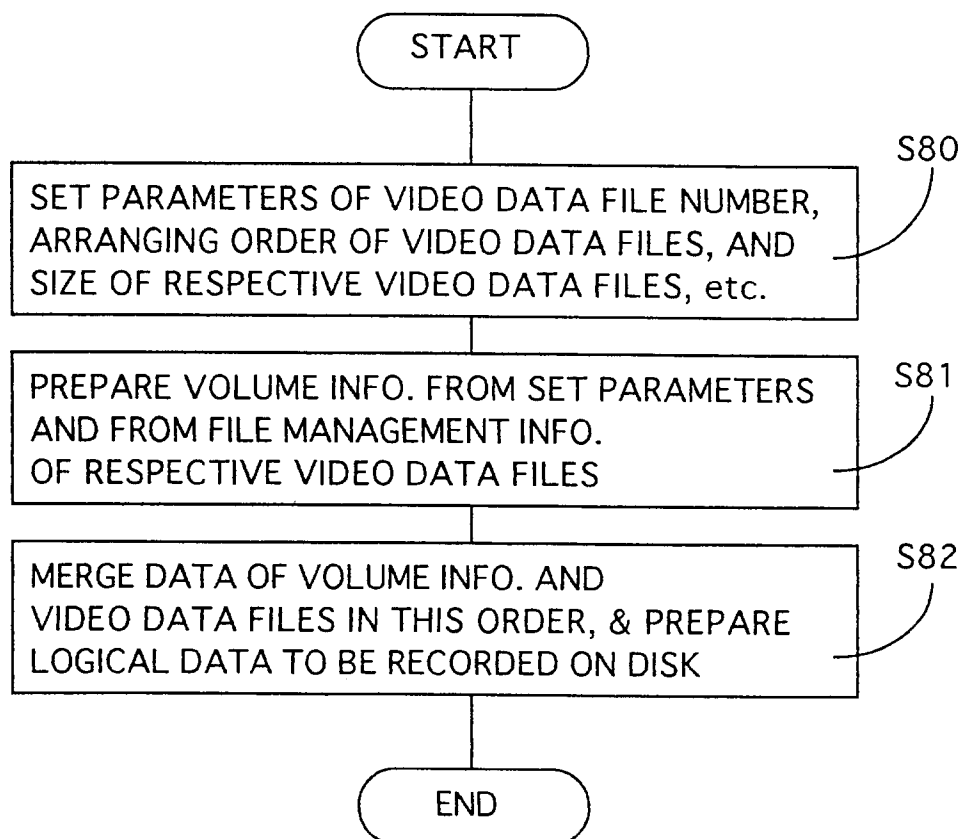 START
S80
SET PARAMETERS OF VIDEO DATA FILE NUMBER,
ARRANGING ORDER OF VIDEO DATA FILES, AND
SIZE OF RESPECTIVE VIDEO DATA FILES, etc.
S81
PREPARE VOLUME INFO. FROM SET PARAMETERS
AND FROM FILE MANAGEMENT INFO.
OF RESPECTIVE VIDEO DATA FILES
S82
MERGE DATA OF VOLUME INFO. AND
VIDEO DATA FILES IN THIS ORDER, & PREPARE
LOGICAL DATA TO BE RECORDED ON DISK
END